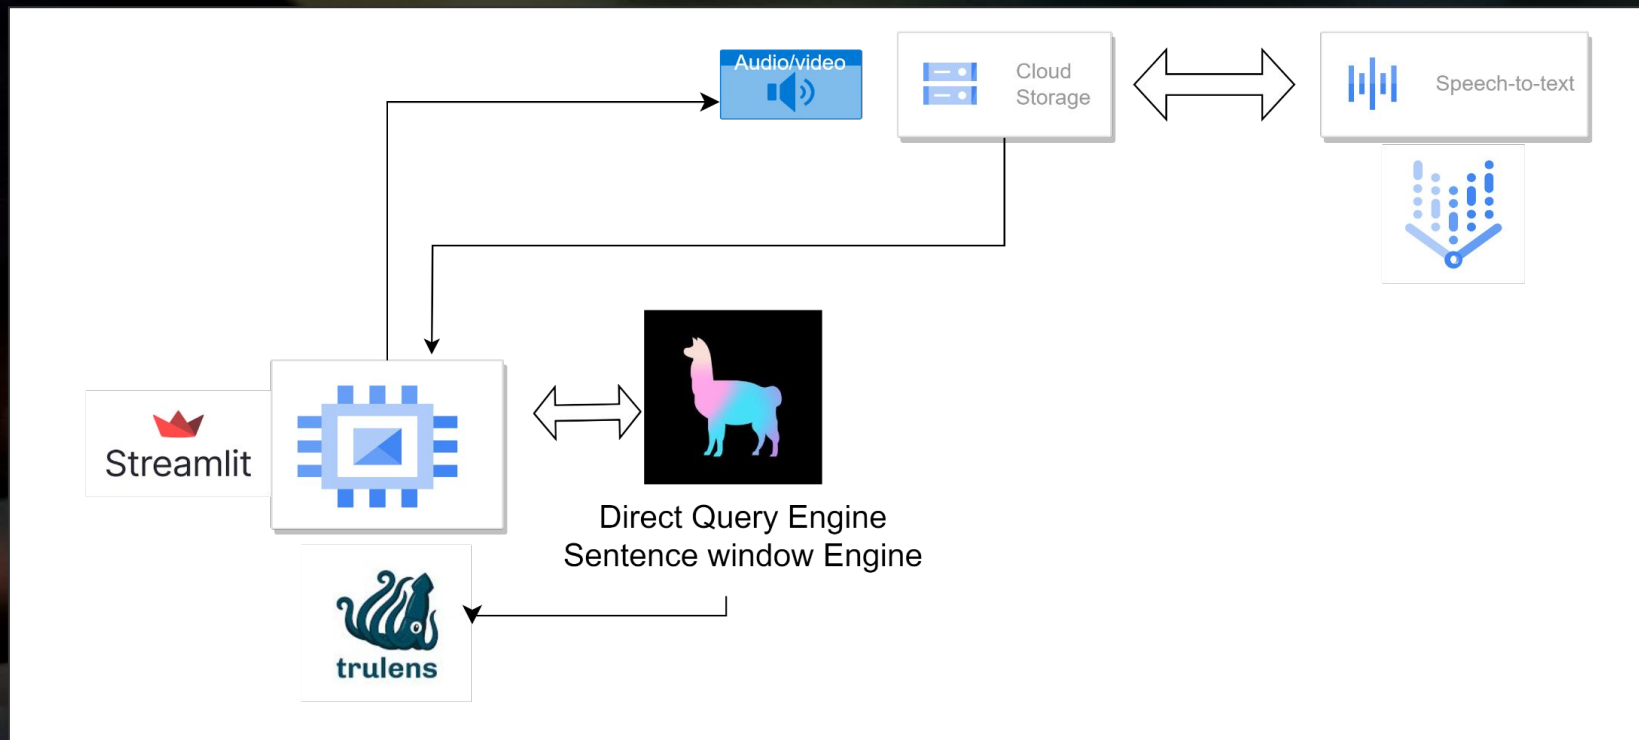 Audio/video
Cloud
Storage
Speech-to-text
Streamlit
Direct Query Engine
Sentence window Engine
trulens